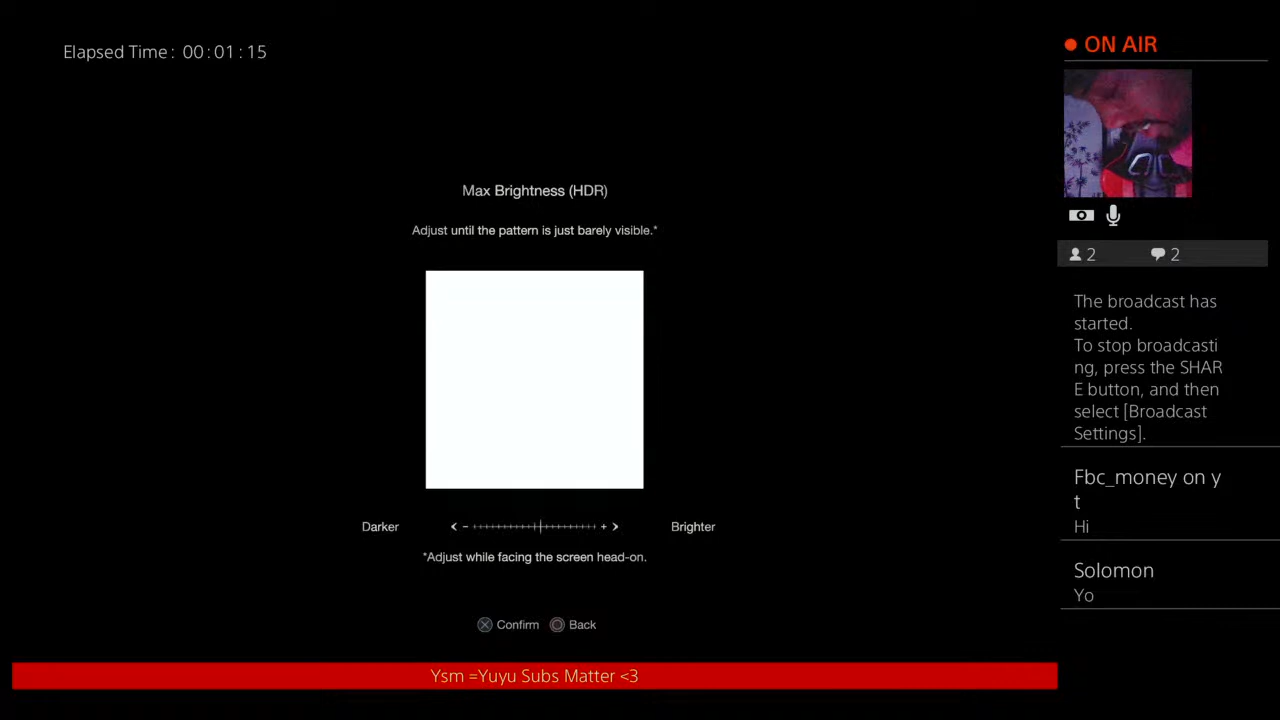 Elapsed Time: 00:01:15
ON AIR
Max Brightness (HDR)
Adjust until the pattern is just barely visible.*
2 2
The broadcast has
started.
To stop broadcasti
ng, press the SHAR
E button, and then
select [Broadcast
Settings].
Fbc_money on y
t
Hi
Darker - + Brighter
*Adjust while facing the screen head-on.
Solomon
Yo
Confirm Back
Ysm =Yuyu Subs Matter <3